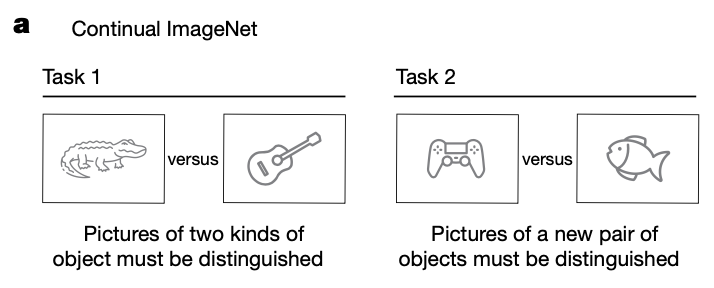 a Continual ImageNet
Task 1
Task 2
versus
versus
Pictures of two kinds of
object must be distinguished
Pictures of a new pair of
objects must be distinguished